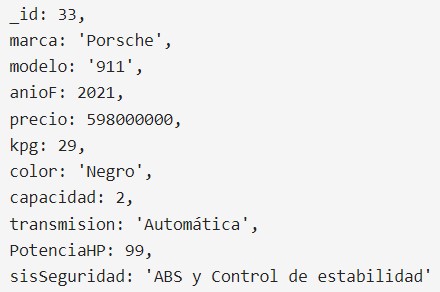 _id: 33,
marca: 'Porsche',
modelo: '911',
anioF: 2021,
precio: 598000000,
kpg: 29,
color: 'Negro',
capacidad: 2,
transmision: 'Automática',
PotenciaHP: 99,
sisSeguridad: 'ABS y Control de estabilidad'